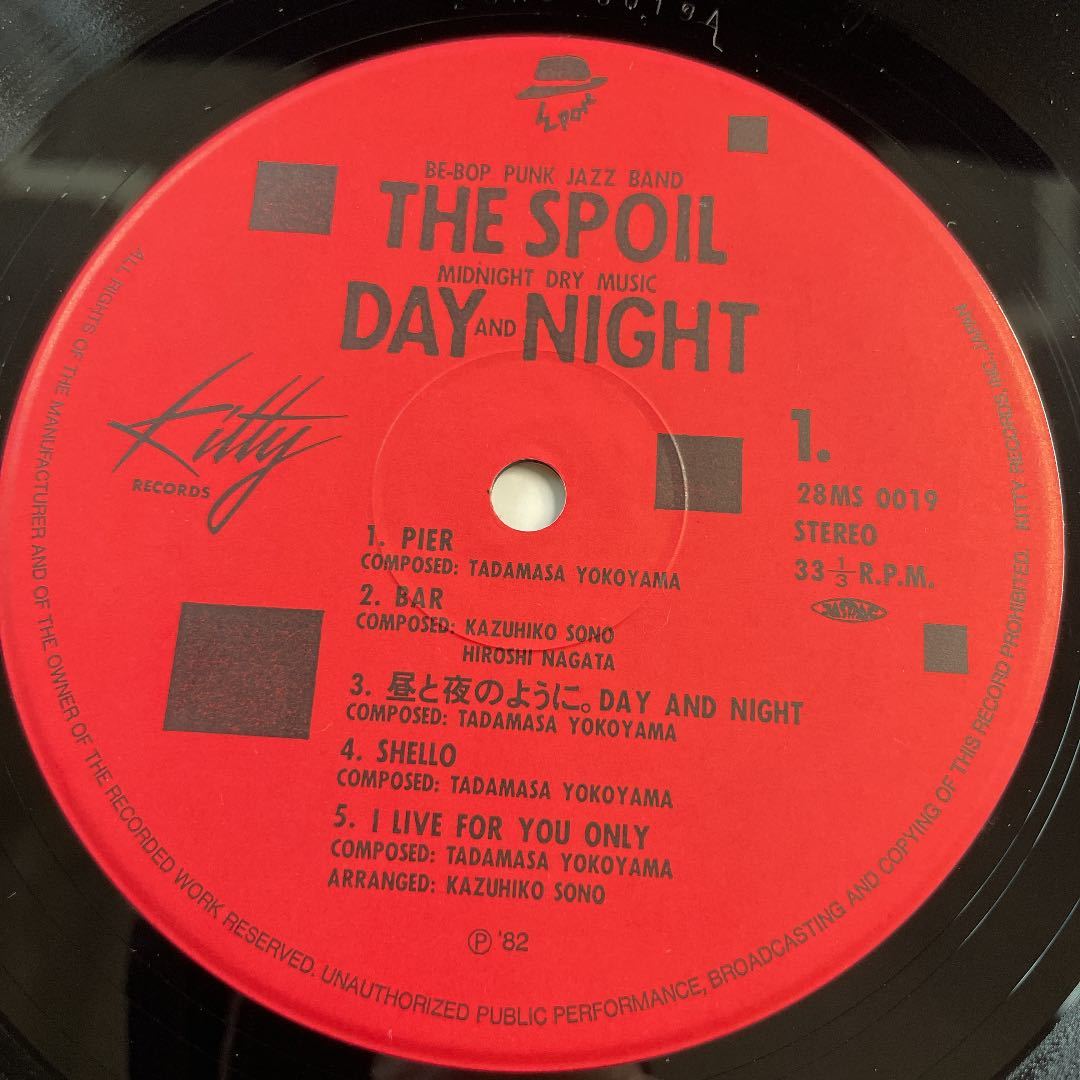 BE-BOP PUNK JAZZ BAND
THE SPOIL
MIDNIGHT DRY MUSIC
DAY AND NIGHT
Kitty
RECORDS
1.
28MS 0019
STEREO
33 1/3 R.P.M.
JASRAC
1. PIER
COMPOSED: TADAMASA YOKOYAMA
2. BAR
COMPOSED: KAZUHIKO SONO
HIROSHI NAGATA
3. 昼と夜のように。DAY AND NIGHT
COMPOSED: TADAMASA YOKOYAMA
4. SHELLO
COMPOSED: TADAMASA YOKOYAMA
5. I LIVE FOR YOU ONLY
COMPOSED: TADAMASA YOKOYAMA
ARRANGED: KAZUHIKO SONO
Ⓟ '82
ALL RIGHTS OF THE MANUFACTURER AND OF THE OWNER OF THE RECORDED WORK RESERVED. UNAUTHORIZED PUBLIC PERFORMANCE, BROADCASTING AND COPYING OF THIS RECORD PROHIBITED. KITTY RECORDS, INC., JAPAN